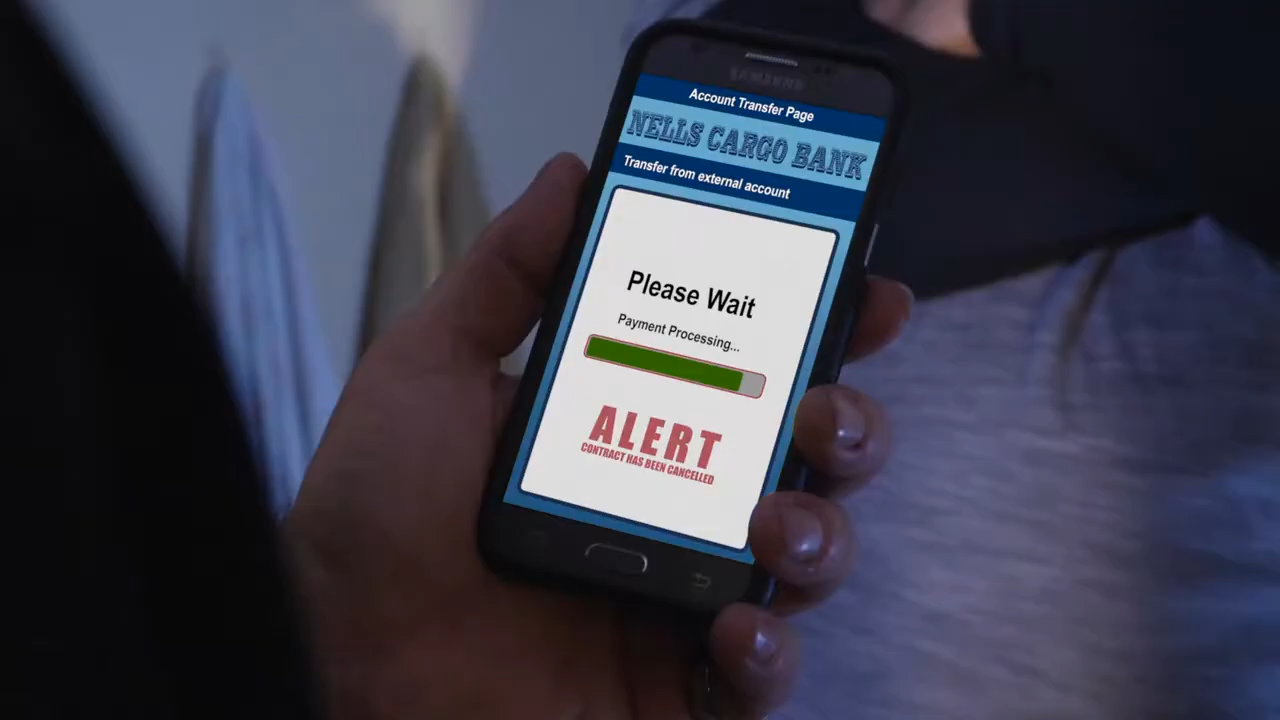 SAMSUNG
Account Transfer Page
NELLS CARGO BANK
Transfer from external account
Please Wait
Payment Processing...
ALERT
CONTRACT HAS BEEN CANCELLED